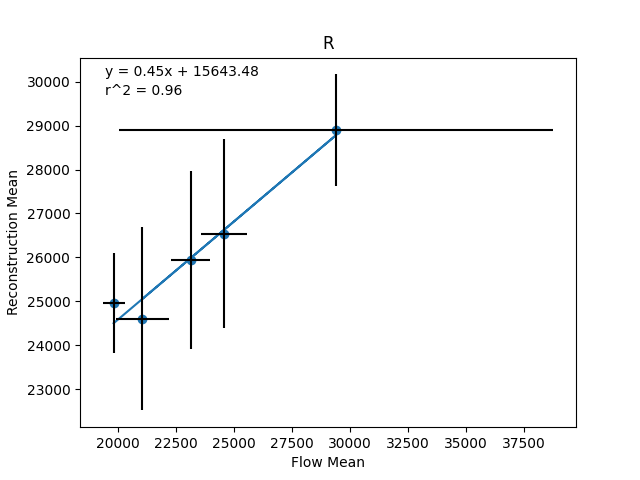 R
y = 0.45x + 15643.48
r^2 = 0.96
30000
29000
28000
27000
26000
25000
24000
23000
Reconstruction Mean
20000 22500 25000 27500 30000 32500 35000 37500
Flow Mean